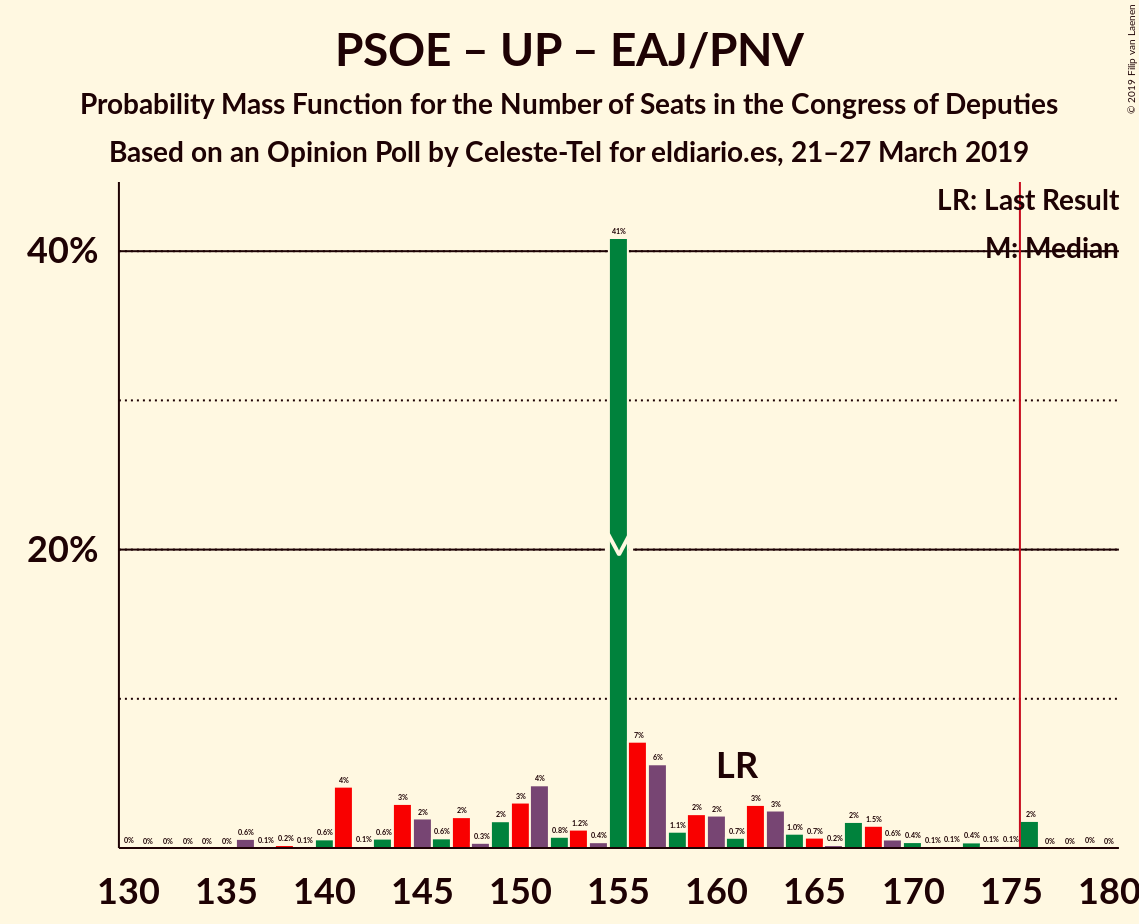 PSOE – UP – EAJ/PNV
Probability Mass Function for the Number of Seats in the Congress of Deputies
Based on an Opinion Poll by Celeste-Tel for eldiario.es, 21–27 March 2019
© 2019 Filip van Laenen
LR: Last Result
M: Median
40%
20%
0% 0% 0% 0% 0% 0% 0.6% 0.1% 0.2% 0.1% 0.6% 4% 0.1% 0.6% 3% 2% 0.6% 2% 0.3% 2% 3% 4% 0.8% 1.2% 0.4% 41% 7% 6% 1.1% 2% 2% 0.7% 3% 3% 1.0% 0.7% 0.2% 2% 1.5% 0.6% 0.4% 0.1% 0.1% 0.4% 0.1% 0.1% 2% 0% 0% 0% 0%
M
LR
130 135 140 145 150 155 160 165 170 175 180